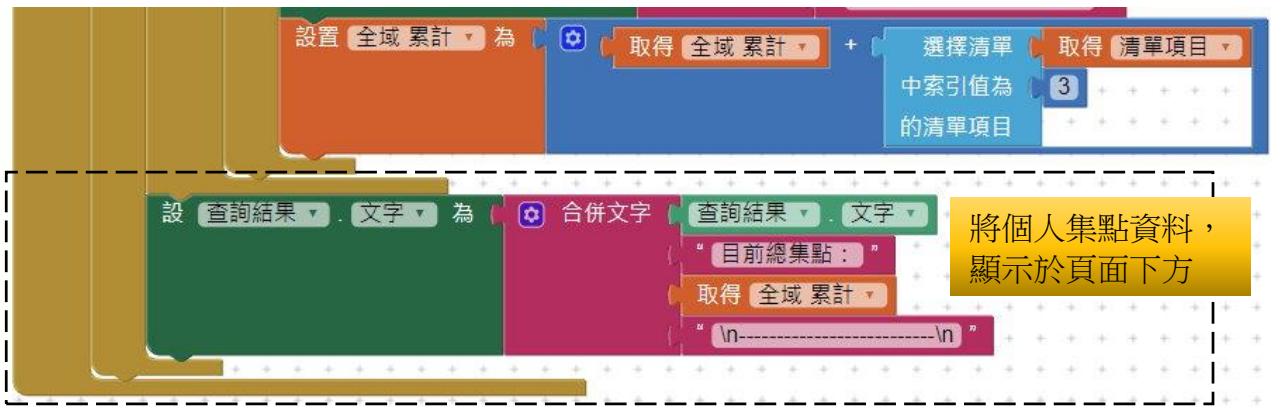 設置 全域 累計 為 取得 全域 累計 + 選擇清單 取得 清單項目
中索引值為 3
的清單項目
設 查詢結果 . 文字 為 合併文字 查詢結果 . 文字
" 目前總集點： "
取得 全域 累計
" \n--------------------------\n "
將個人集點資料，
顯示於頁面下方